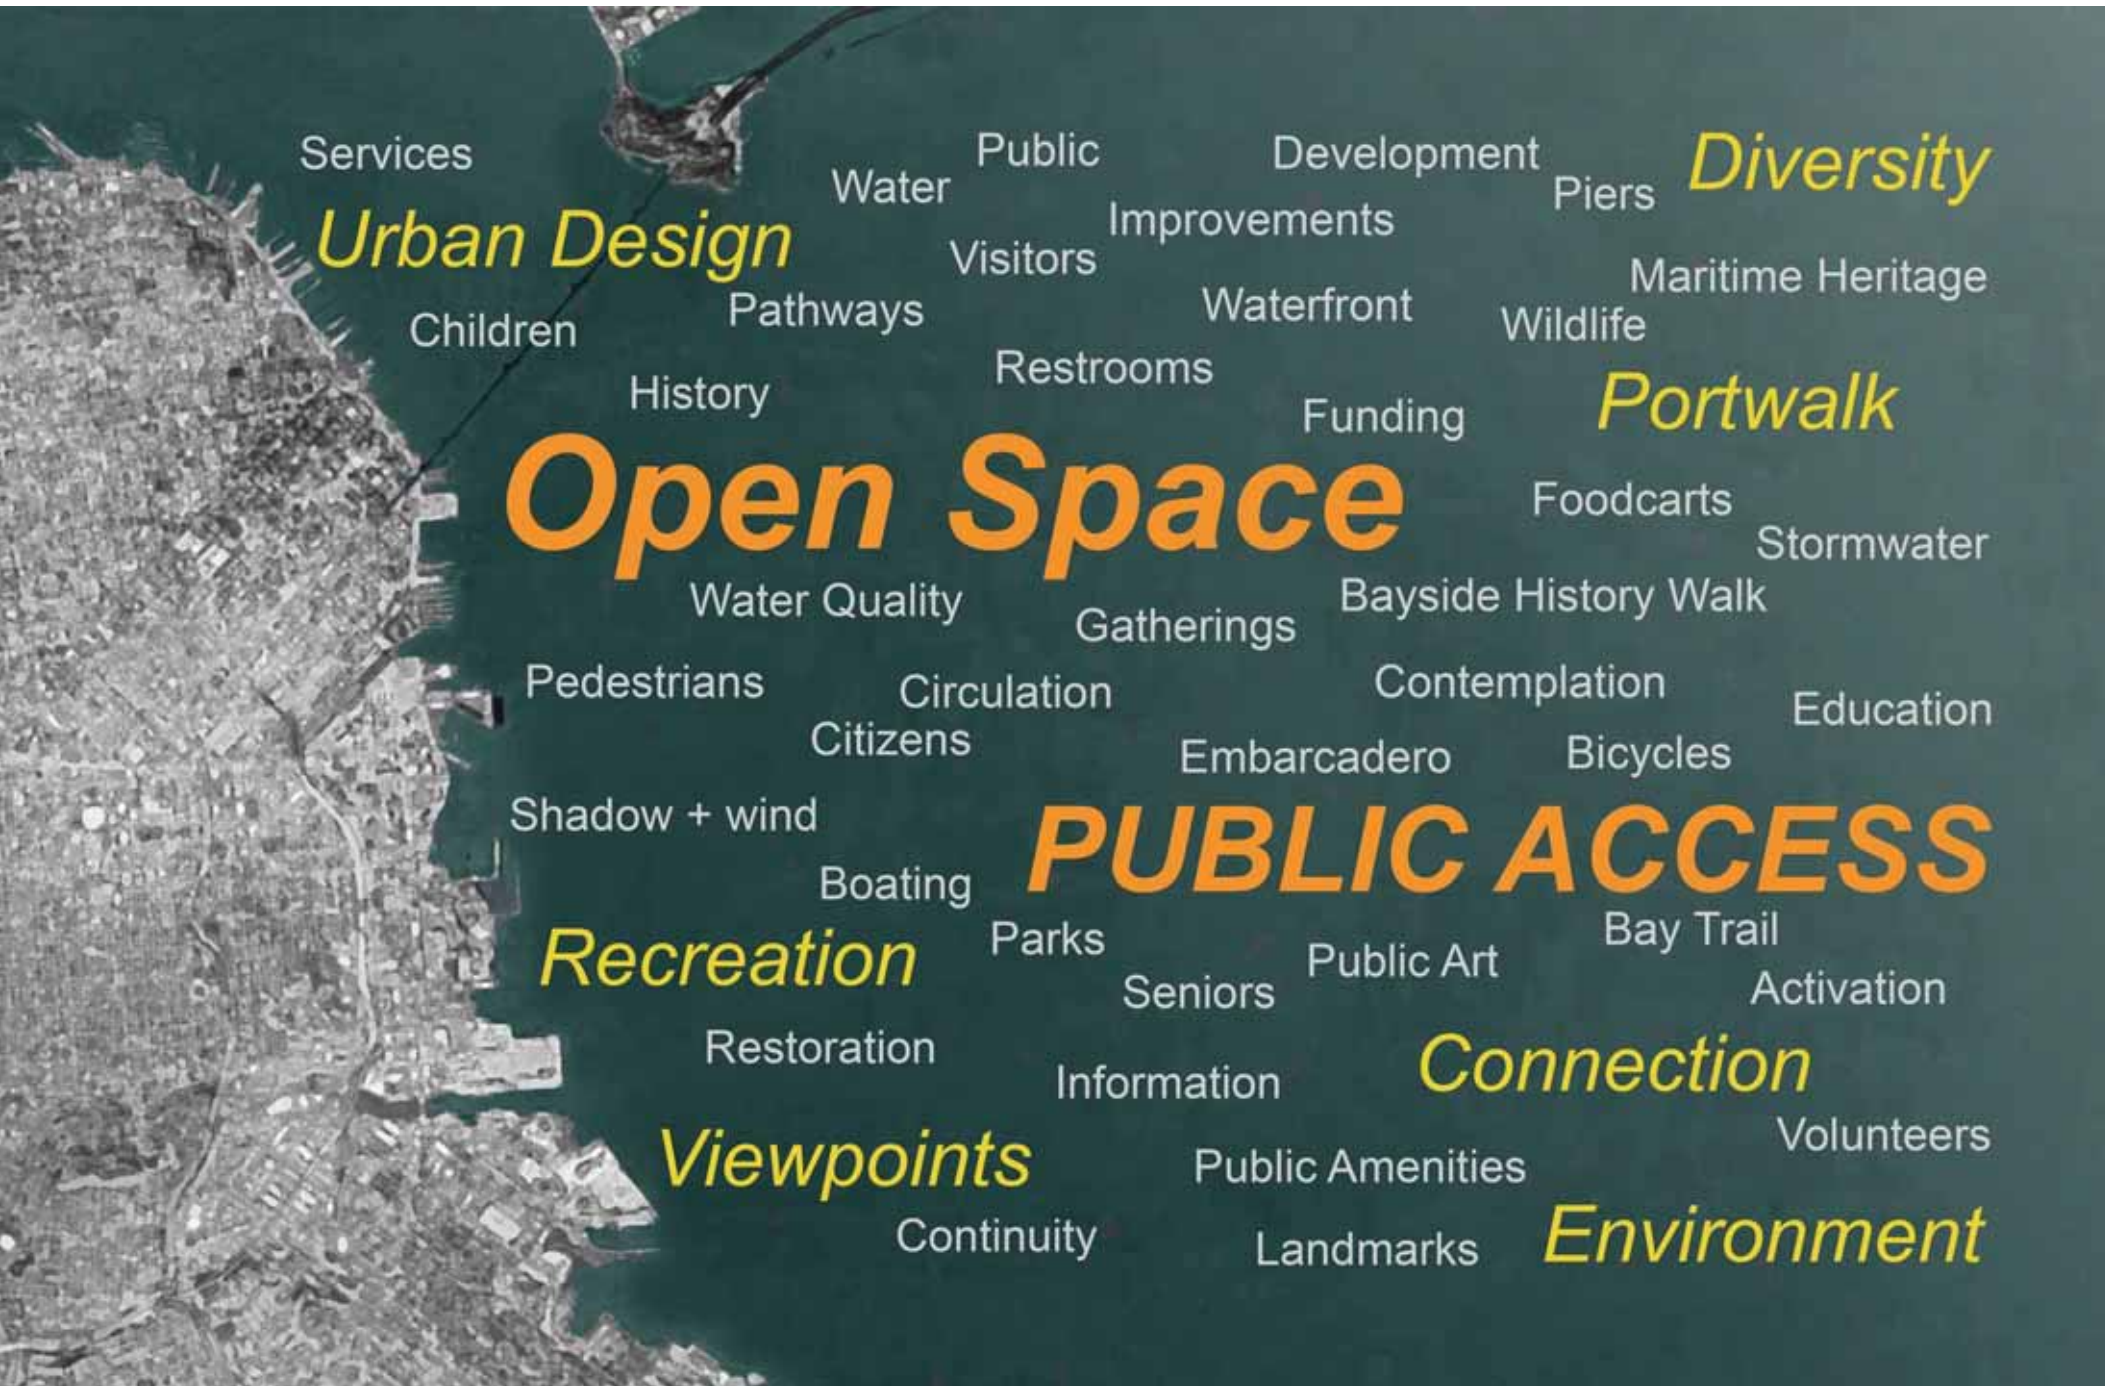 Services
Public
Development
Diversity
Water
Piers
Improvements
Urban Design
Visitors
Maritime Heritage
Pathways
Waterfront
Wildlife
Children
Restrooms
History
Funding
Portwalk
Open Space
Foodcarts
Stormwater
Water Quality
Bayside History Walk
Gatherings
Pedestrians
Circulation
Contemplation
Education
Citizens
Embarcadero
Bicycles
Shadow + wind
PUBLIC ACCESS
Boating
Bay Trail
Recreation
Parks
Public Art
Seniors
Activation
Restoration
Information
Connection
Volunteers
Viewpoints
Public Amenities
Continuity
Landmarks
Environment